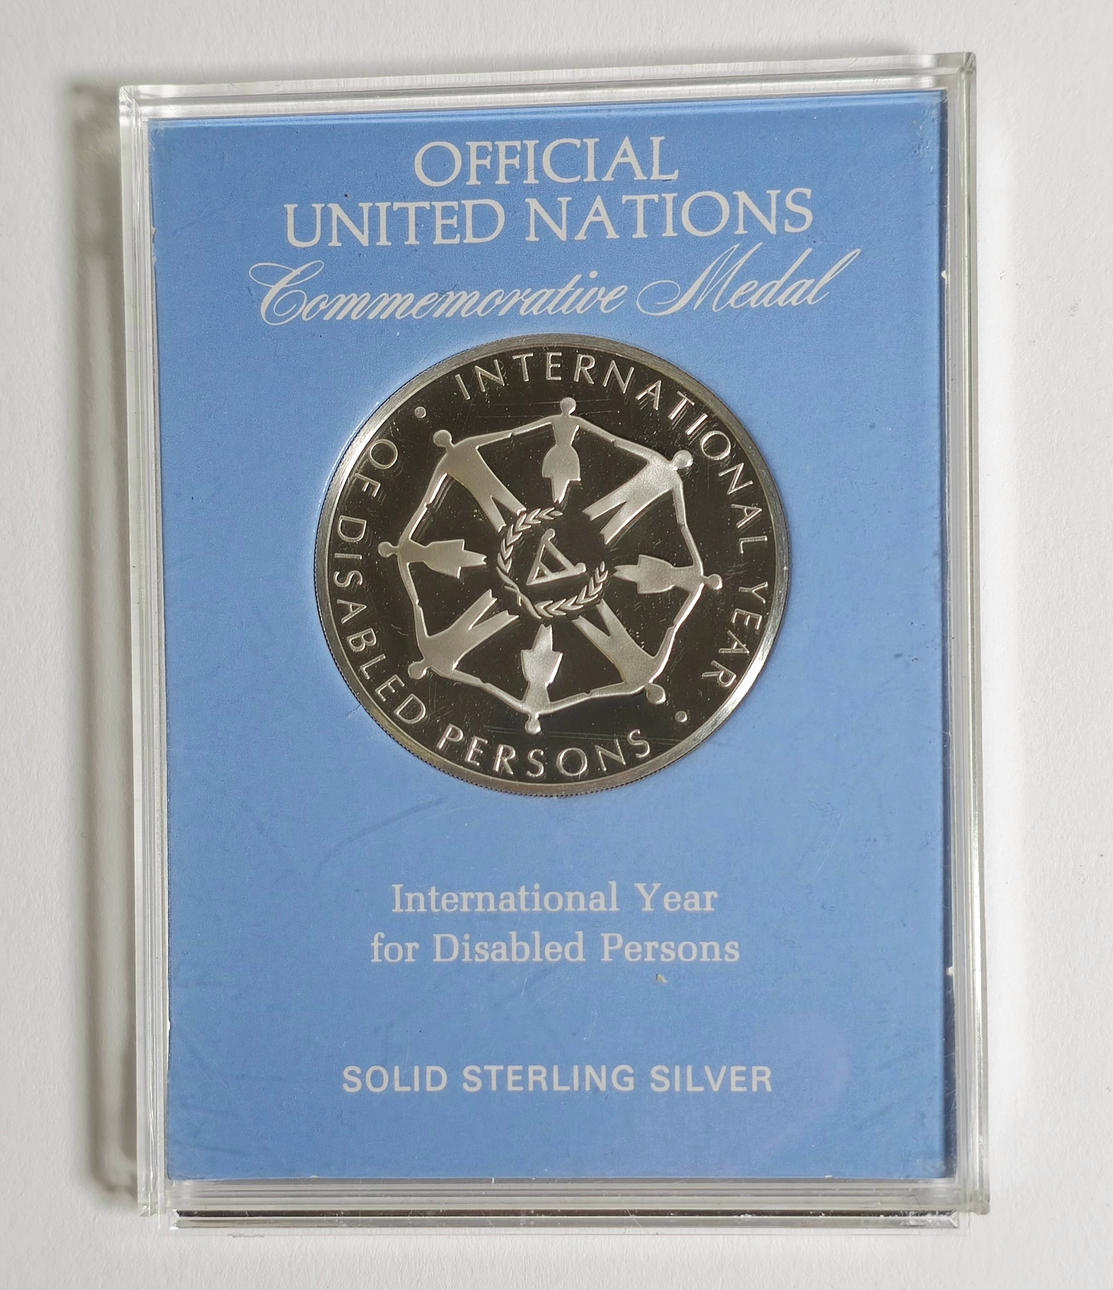 OFFICIAL
UNITED NATIONS
Commemorative Medal
INTERNATIONAL YEAR
OF DISABLED PERSONS
International Year
for Disabled Persons
SOLID STERLING SILVER